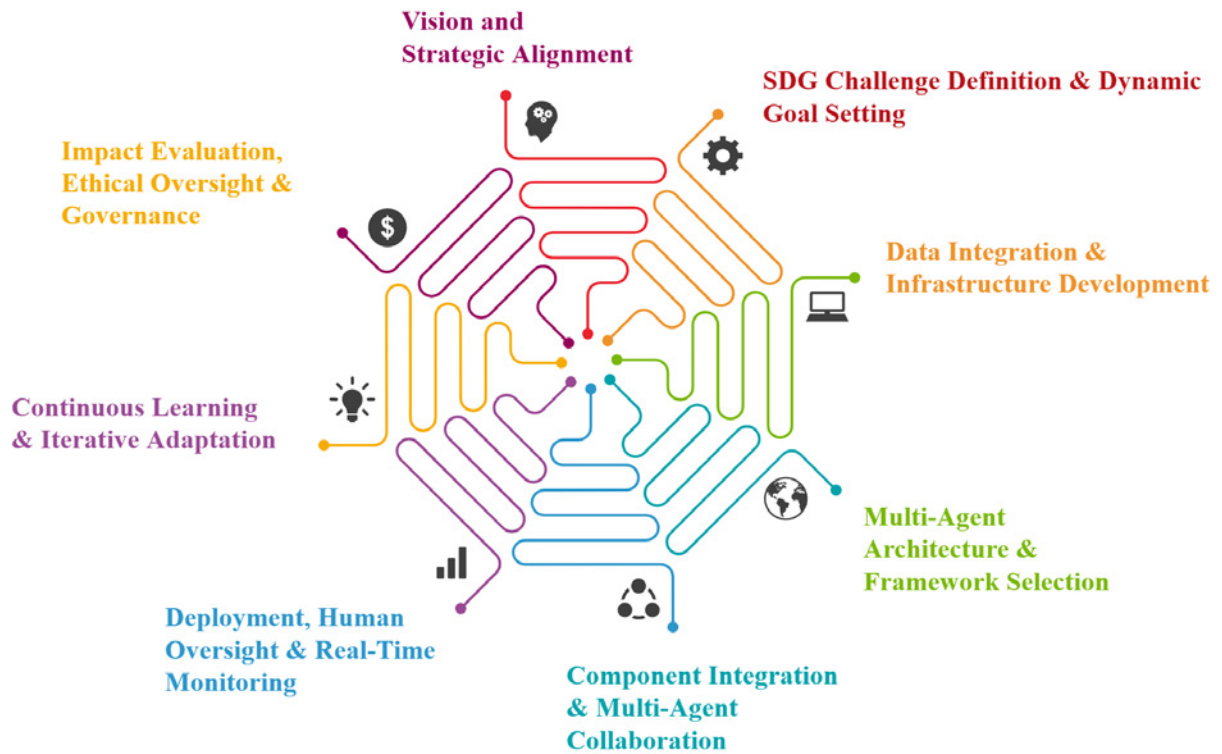 Vision and
Strategic Alignment
SDG Challenge Definition & Dynamic
Goal Setting
Data Integration &
Infrastructure Development
Multi-Agent
Architecture &
Framework Selection
Component Integration
& Multi-Agent
Collaboration
Deployment, Human
Oversight & Real-Time
Monitoring
Continuous Learning
& Iterative Adaptation
Impact Evaluation,
Ethical Oversight &
Governance
$